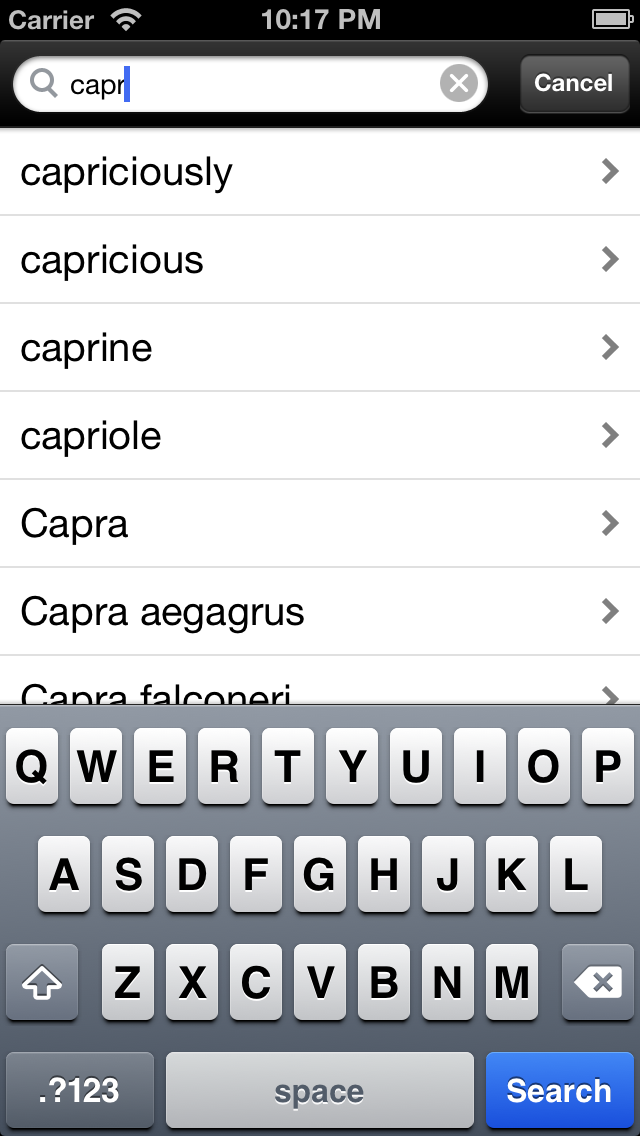 Carrier 10:17 PM
capr Cancel
capriciously
capricious
caprine
capriole
Capra
Capra aegagrus
Capra falconeri
Q W E R T Y U I O P
A S D F G H J K L
Z X C V B N M
.?123 space Search